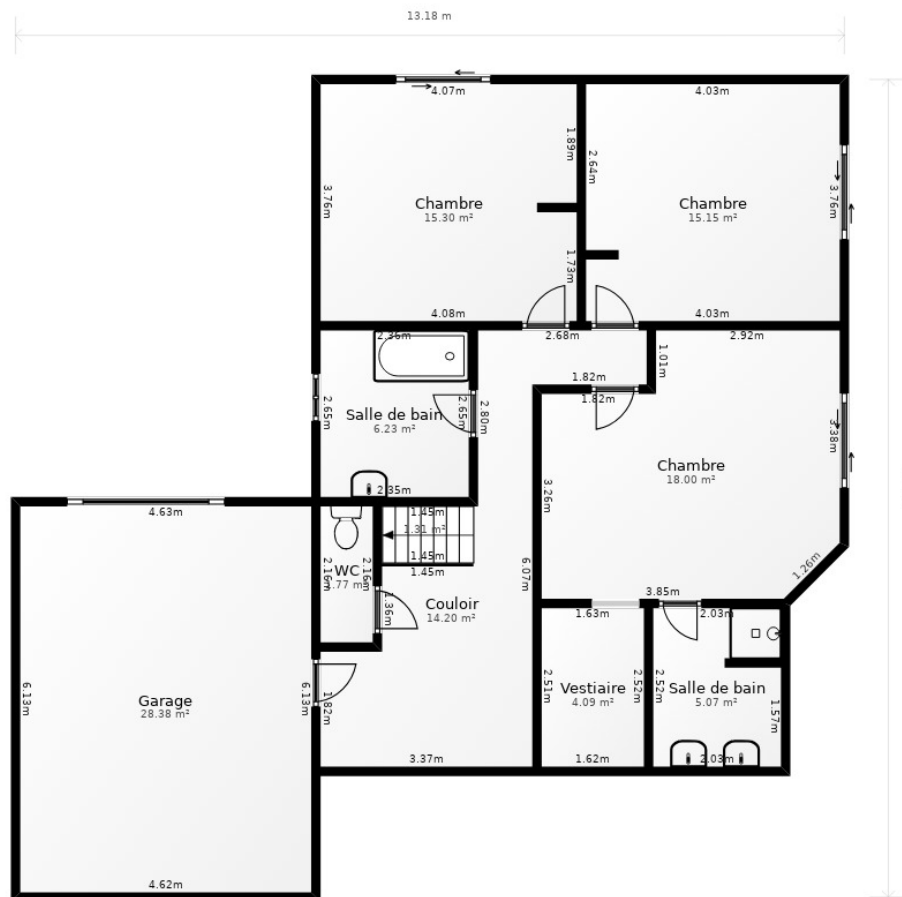 13.18 m
4.07m
4.03m
1.89m
2.64m
3.76m
3.76m
Chambre
15.30 m²
Chambre
15.15 m²
1.73m
4.08m
4.03m
2.36m
2.68m
2.92m
1.01m
1.82m
1.82m
2.65m
Salle de bain
6.23 m²
2.65m
2.80m
3.38m
Chambre
18.00 m²
2.35m
3.26m
4.63m
1.45m
1.31 m²
1.45m
1.45m
2.16m
WC
2.16m
6.07m
1.26m
3.85m
Couloir
14.20 m²
1.36m
1.63m
2.03m
6.13m
Garage
28.38 m²
6.13m
1.82m
2.51m
Vestiaire
4.09 m²
2.52m
2.52m
Salle de bain
5.07 m²
1.57m
3.37m
1.62m
2.03m
4.62m